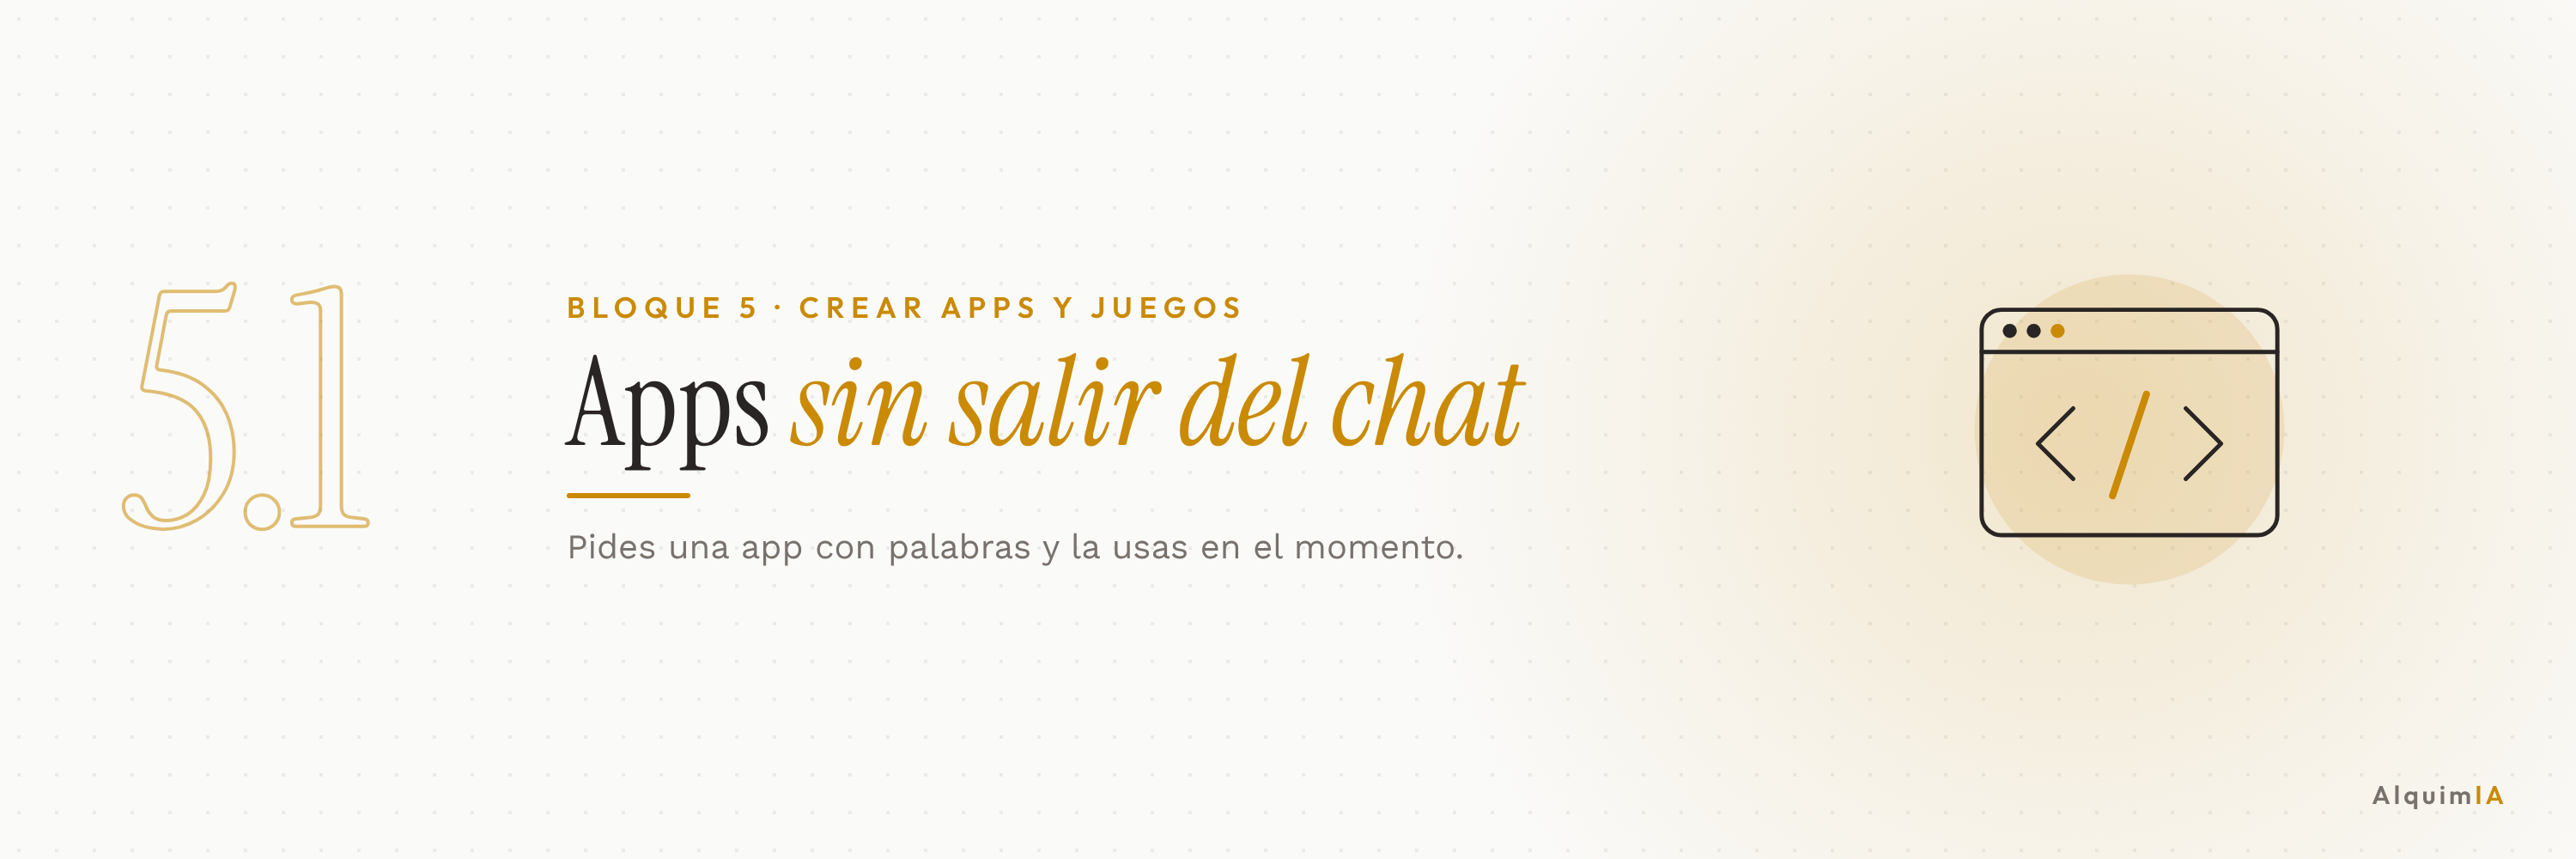 5.1
BLOQUE 5 · CREAR APPS Y JUEGOS
Apps sin salir del chat
Pides una app con palabras y la usas en el momento.
</>
AlquimIA